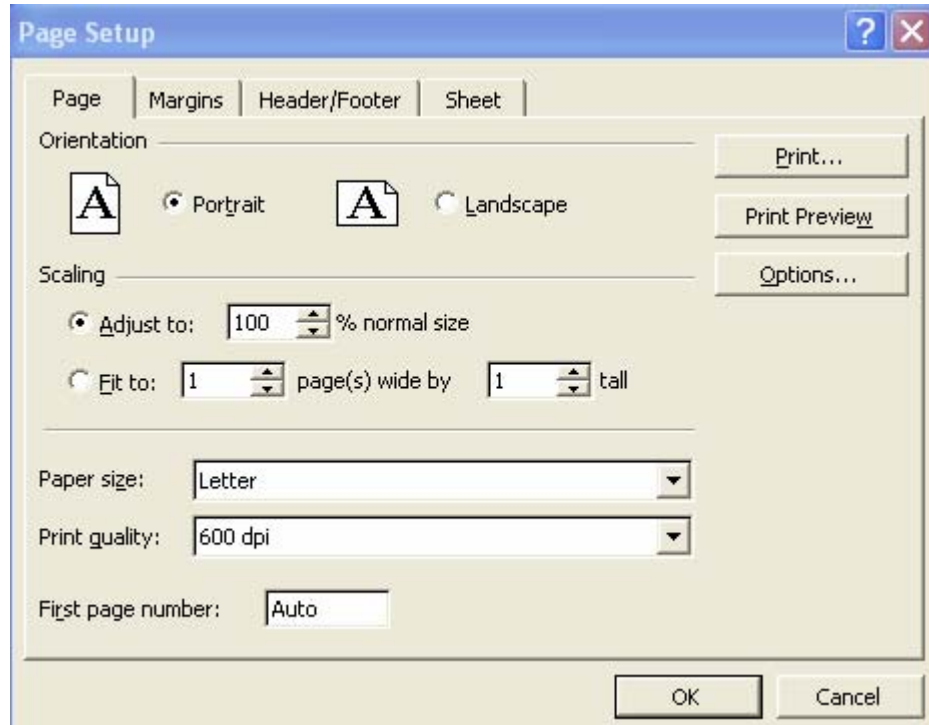 Page Setup ? X
Page Margins Header/Footer Sheet
Orientation
Print...
A Portrait A Landscape
Print Preview
Scaling
Options...
Adjust to: 100 % normal size
Fit to: 1 page(s) wide by 1 tall
Paper size: Letter
Print quality: 600 dpi
First page number: Auto
OK Cancel